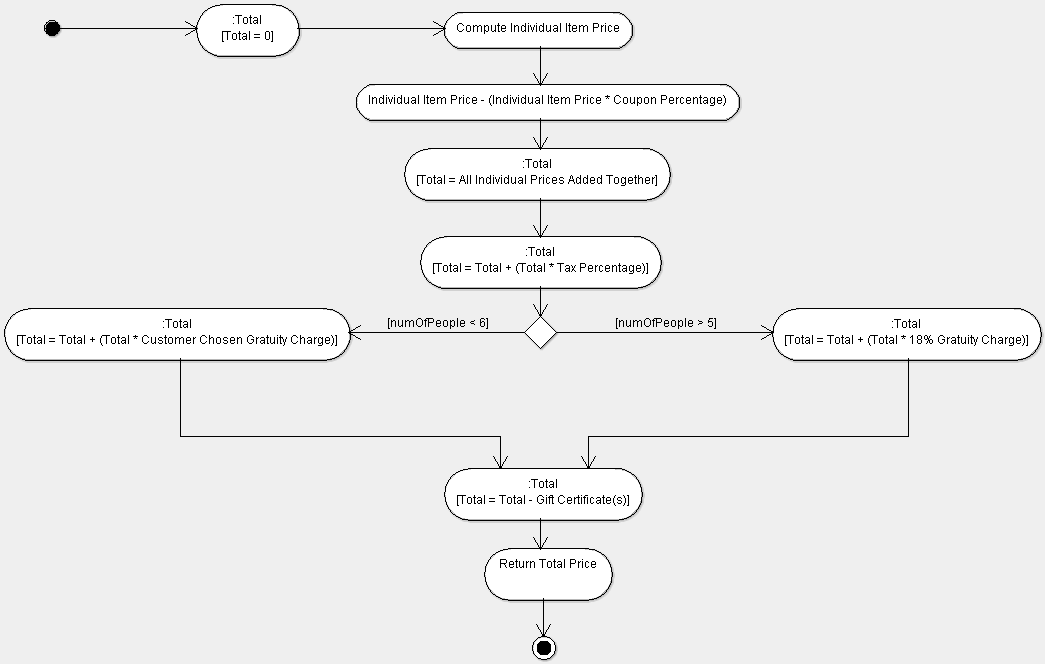 :Total
[Total = 0]
Compute Individual Item Price
Individual Item Price - (Individual Item Price * Coupon Percentage)
:Total
[Total = All Individual Prices Added Together]
:Total
[Total = Total + (Total * Tax Percentage)]
[numOfPeople < 6]
[numOfPeople > 5]
:Total
[Total = Total + (Total * Customer Chosen Gratuity Charge)]
:Total
[Total = Total + (Total * 18% Gratuity Charge)]
:Total
[Total = Total - Gift Certificate(s)]
Return Total Price